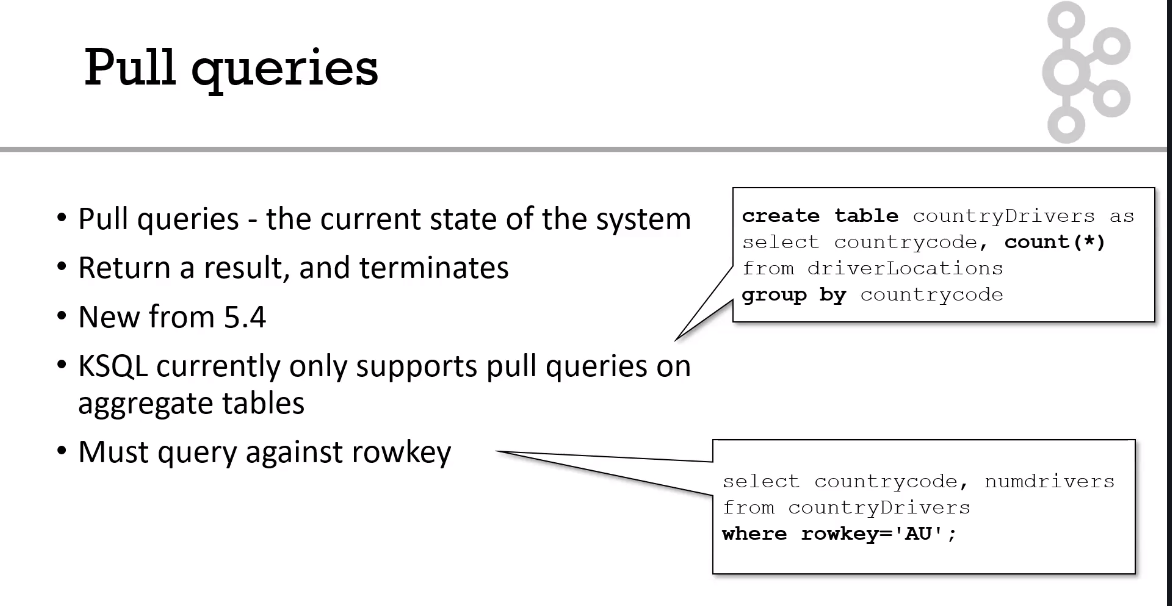 Pull queries
• Pull queries - the current state of the system
• Return a result, and terminates
• New from 5.4
• KSQL currently only supports pull queries on
aggregate tables
• Must query against rowkey
create table countryDrivers as
select countrycode, count(*)
from driverLocations
group by countrycode
select countrycode, numdrivers
from countryDrivers
where rowkey='AU';